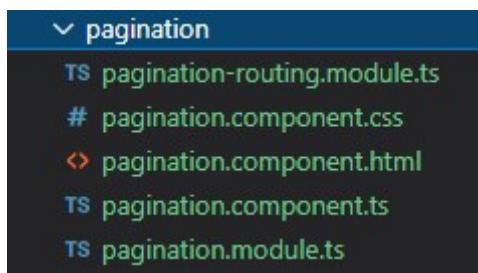 pagination
TS pagination-routing.module.ts
# pagination.component.css
<> pagination.component.html
TS pagination.component.ts
TS pagination.module.ts